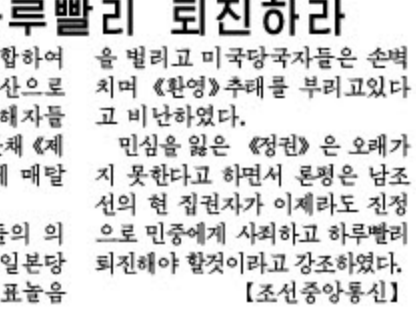 루빨리 퇴진하라
합하여
산으로
해자들
채 《제
매달
들의 의
일본당
표놀음
을 벌리고 미국당국자들은 손벽
치며 《환영》추태를 부리고있다
고 비난하였다.
민심을 잃은 《정권》은 오래가
지 못한다고 하면서 론평은 남조
선의 현 집권자가 이제라도 진정
으로 민중에게 사죄하고 하루빨리
퇴진해야 할것이라고 강조하였다.
【조선중앙통신】